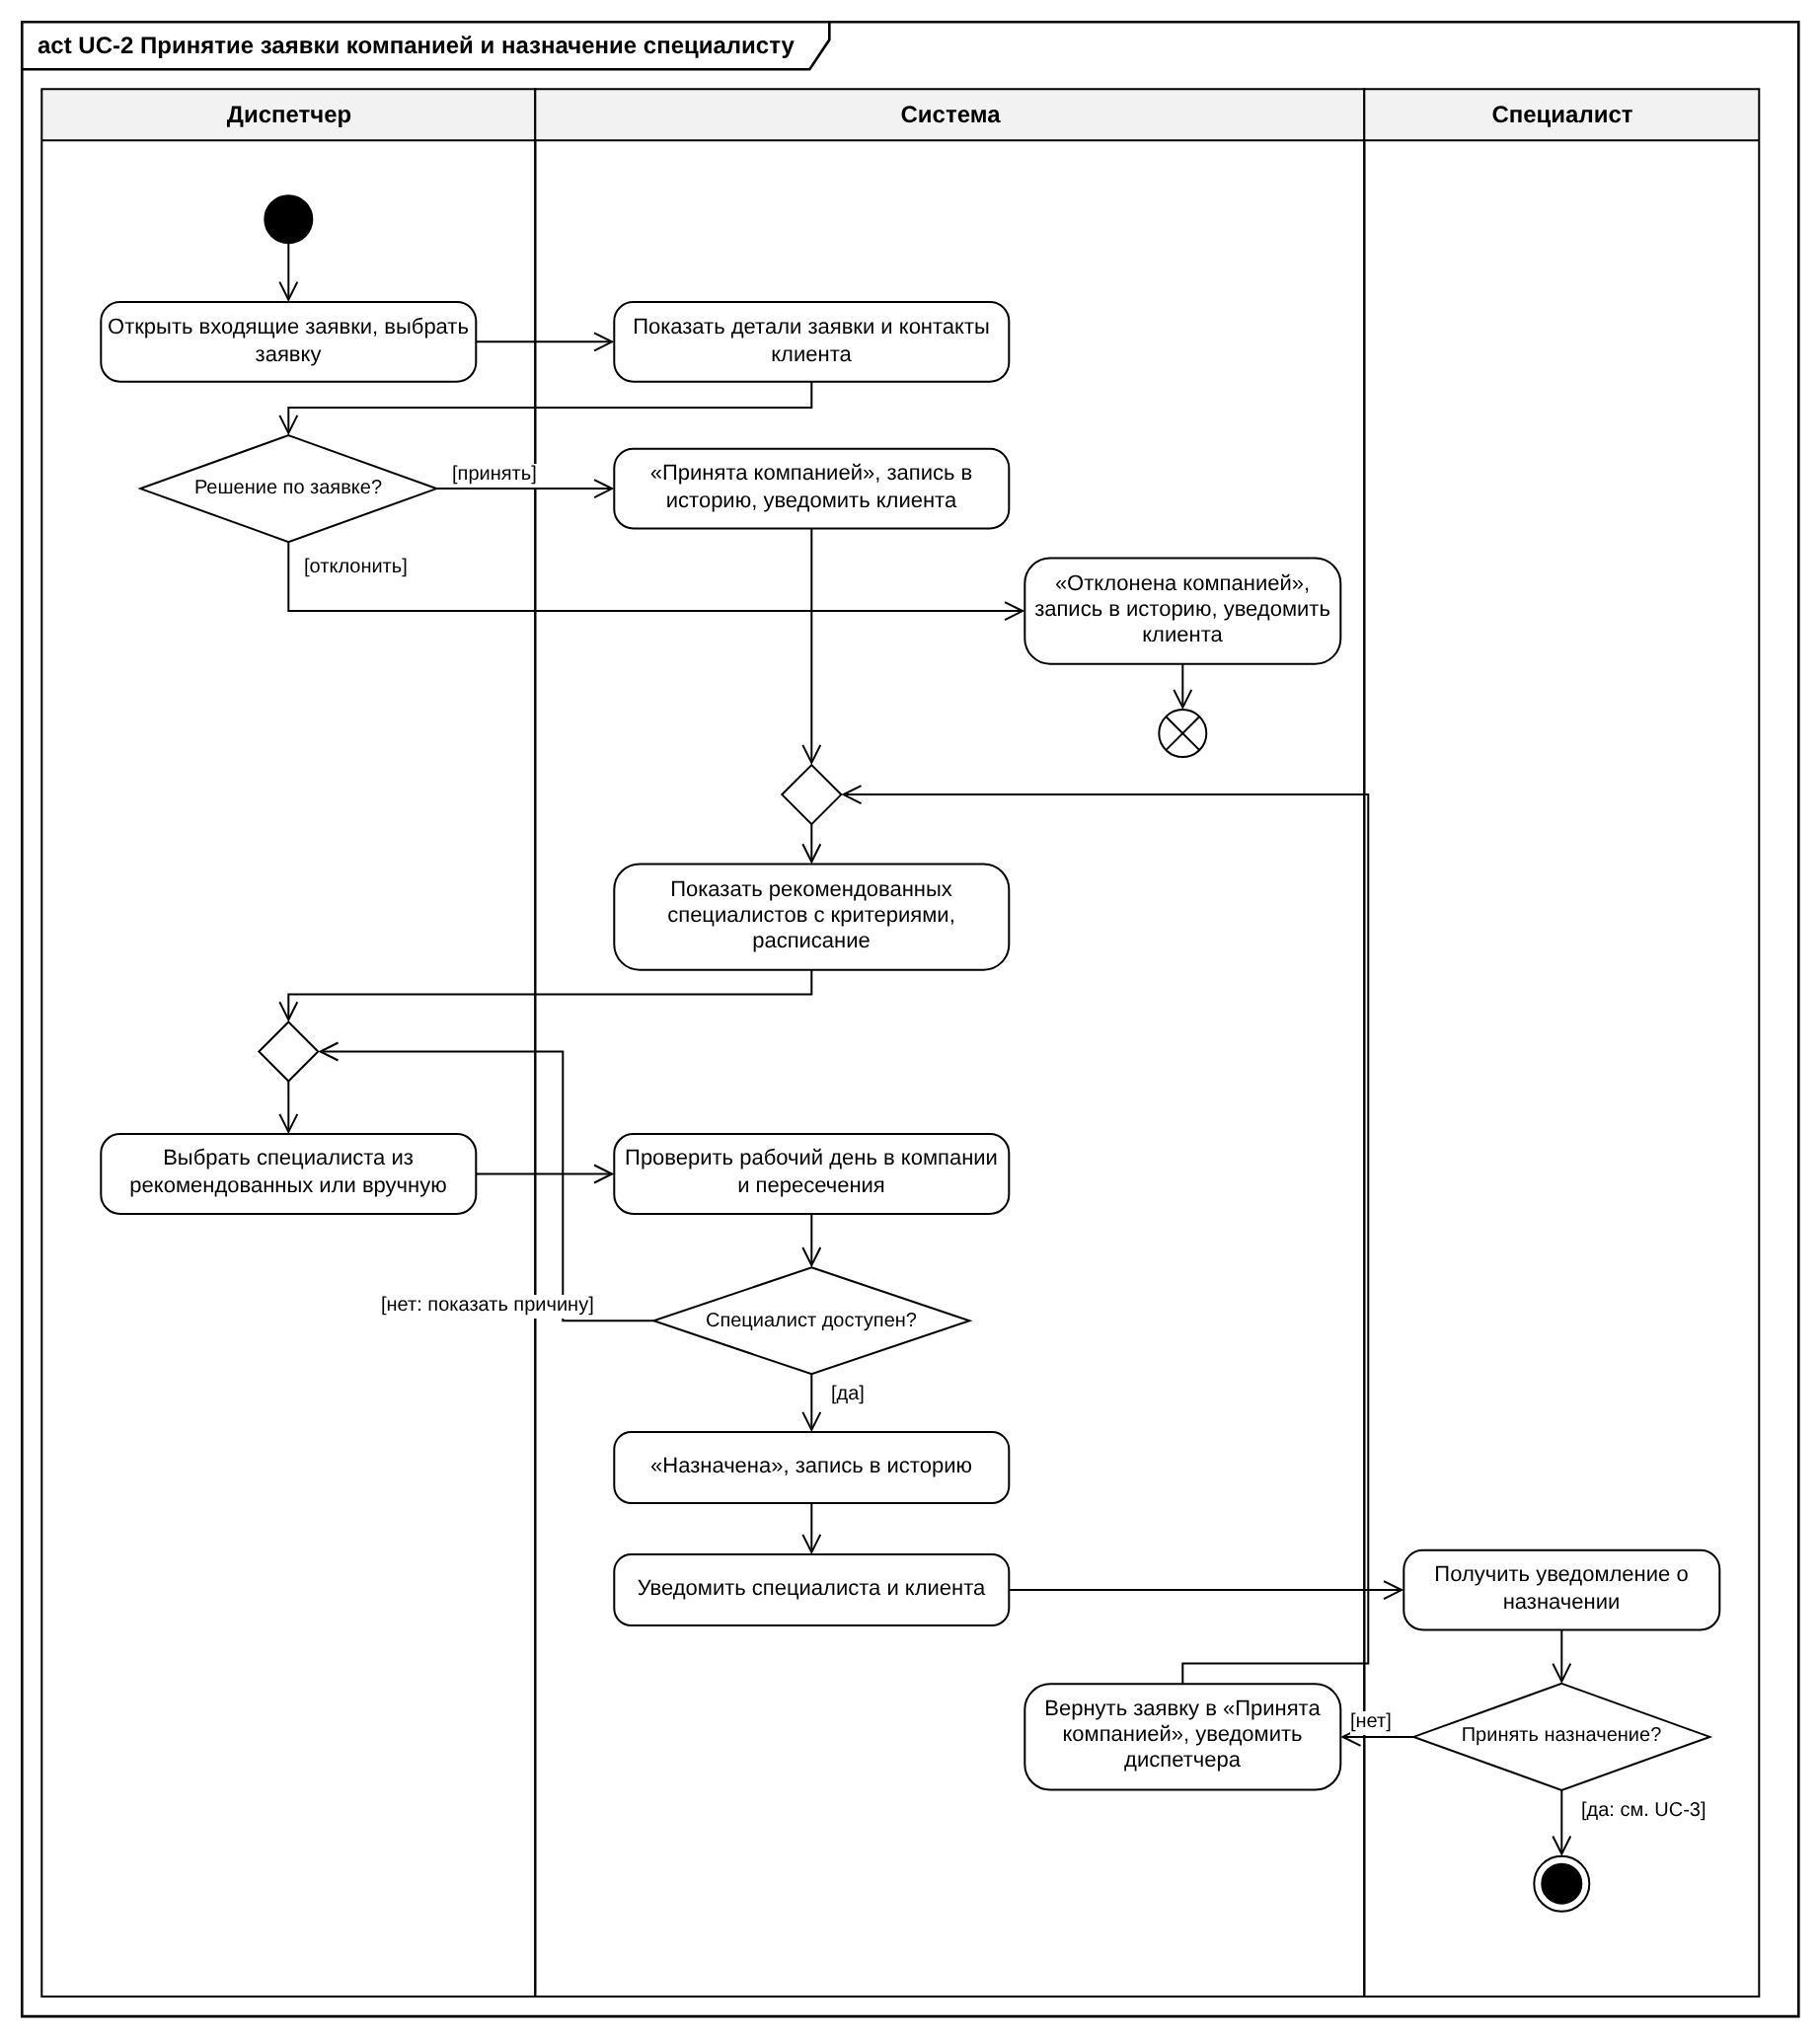 act UC-2 Принятие заявки компанией и назначение специалисту
Диспетчер
Система
Специалист
Открыть входящие заявки, выбрать
заявку
Показать детали заявки и контакты
клиента
Решение по заявке?
[принять]
«Принята компанией», запись в
историю, уведомить клиента
[отклонить]
«Отклонена компанией»,
запись в историю, уведомить
клиента
Показать рекомендованных
специалистов с критериями,
расписание
Выбрать специалиста из
рекомендованных или вручную
Проверить рабочий день в компании
и пересечения
[нет: показать причину]
Специалист доступен?
[да]
«Назначена», запись в историю
Уведомить специалиста и клиента
Получить уведомление о
назначении
Вернуть заявку в «Принята
компанией», уведомить
диспетчера
[нет]
Принять назначение?
[да: см. UC-3]